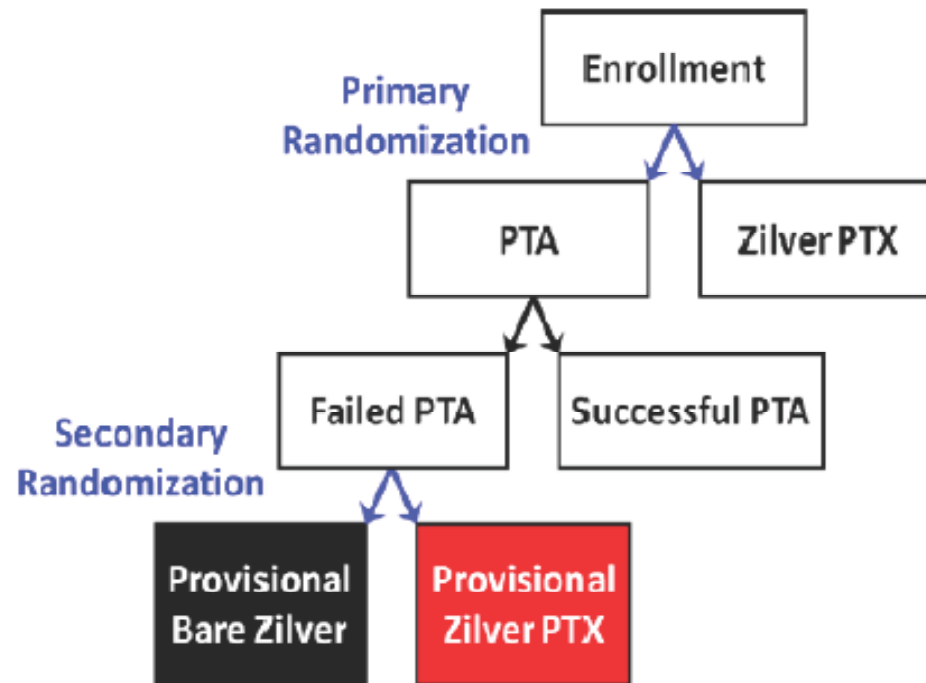 Enrollment
Primary
Randomization
PTA
Zilver PTX
Failed PTA
Successful PTA
Secondary
Randomization
Provisional
Bare Zilver
Provisional
Zilver PTX